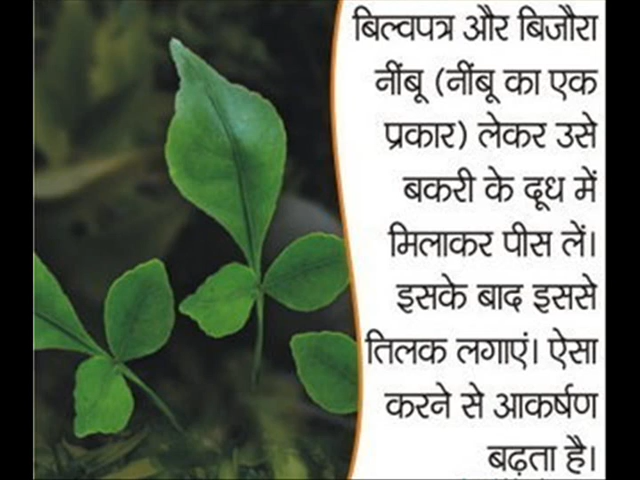 बिल्वपत्र और बिजौरा
नींबू (नींबू का एक
प्रकार) लेकर उसे
बकरी के दूध में
मिलाकर पीस लें।
इसके बाद इससे
तिलक लगाएं। ऐसा
करने से आकर्षण
बढ़ता है।